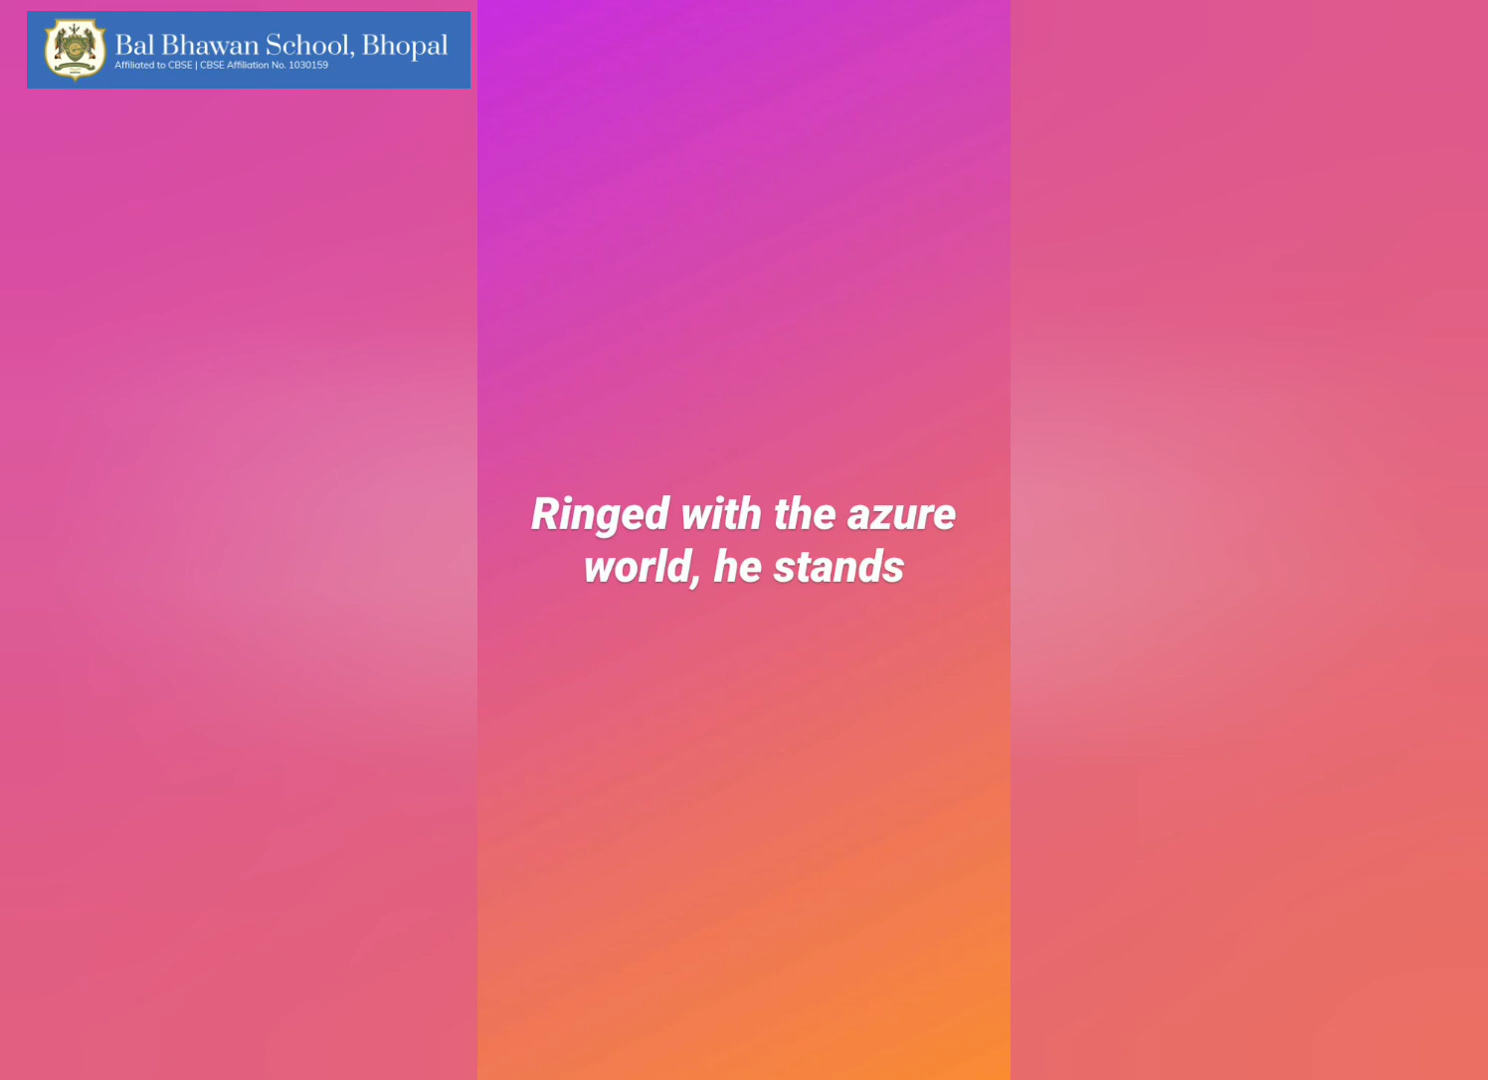 Bal Bhawan School, Bhopal
Affiliated to CBSE | CBSE Affiliation No. 1030159
Ringed with the azure
world, he stands